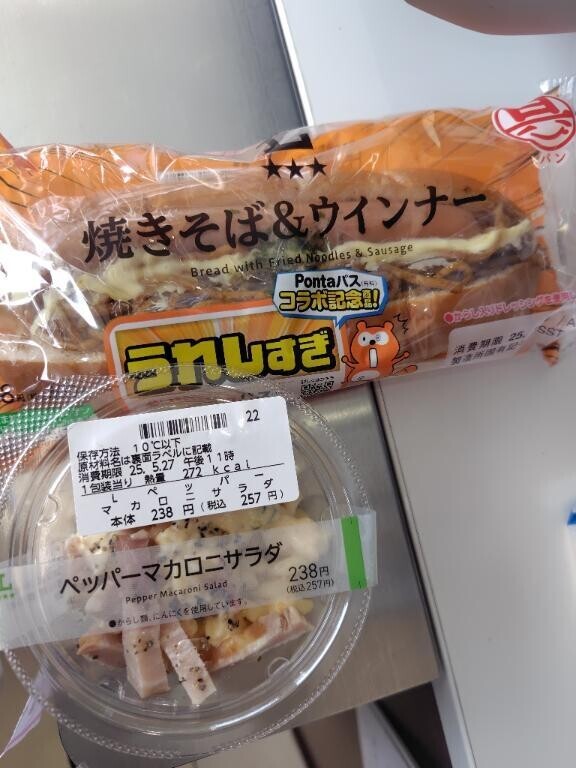 ★★★
焼きそば&ウインナー
Bread with Fried Noodles & Sausage
Pontaパス
コラボ記念商品!
うれしすぎ
パン
消費期限 25.
製造所固有記
22
保存方法 10℃以下
原材料名は裏面ラベルに記載
消費期限 25.5.27 午後11時
1包装当り 熱量 272 kcal
L ペッパー
マカロニサラダ
本体 238 円(税込 257円)
ペッパーマカロニサラダ
Pepper Macaroni Salad
238円
(税込257円)
●からし類、にんにくを使用しています。